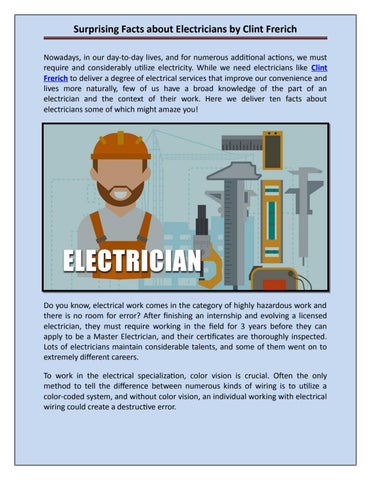 Surprising Facts about Electricians by Clint Frerich
Nowadays, in our day-to-day lives, and for numerous additional actions, we must
require and considerably utilize electricity. While we need electricians like Clint
Frerich to deliver a degree of electrical services that improve our convenience and
lives more naturally, few of us have a broad knowledge of the part of an
electrician and the context of their work. Here we deliver ten facts about
electricians some of which might amaze you!
ELECTRICIAN
Do you know, electrical work comes in the category of highly hazardous work and
there is no room for error? After finishing an internship and evolving a licensed
electrician, they must require working in the field for 3 years before they can
apply to be a Master Electrician, and their certificates are thoroughly inspected.
Lots of electricians maintain considerable talents, and some of them went on to
extremely different careers.
To work in the electrical specialization, color vision is crucial. Often the only
method to tell the difference between numerous kinds of wiring is to utilize a
color-coded system, and without color vision, an individual working with electrical
wiring could create a destructive error.